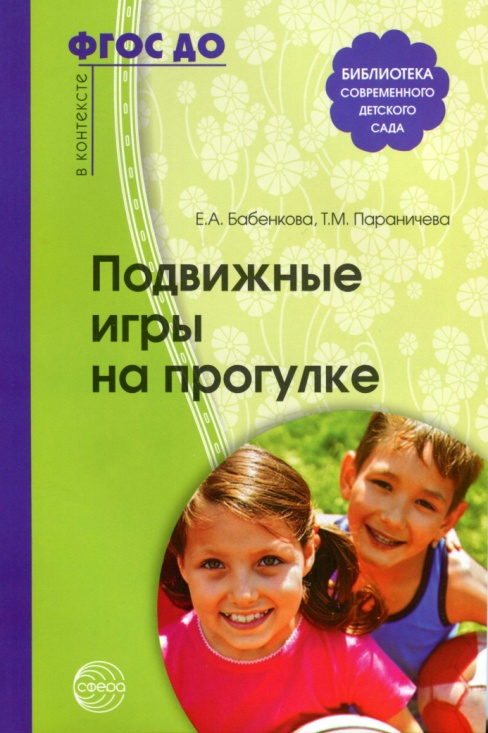 ФГОС ДО
в контексте
БИБЛИОТЕКА
СОВРЕМЕННОГО
ДЕТСКОГО
САДА
Е.А. Бабенкова, Т.М. Параничева
Подвижные
игры
на прогулке
сфера